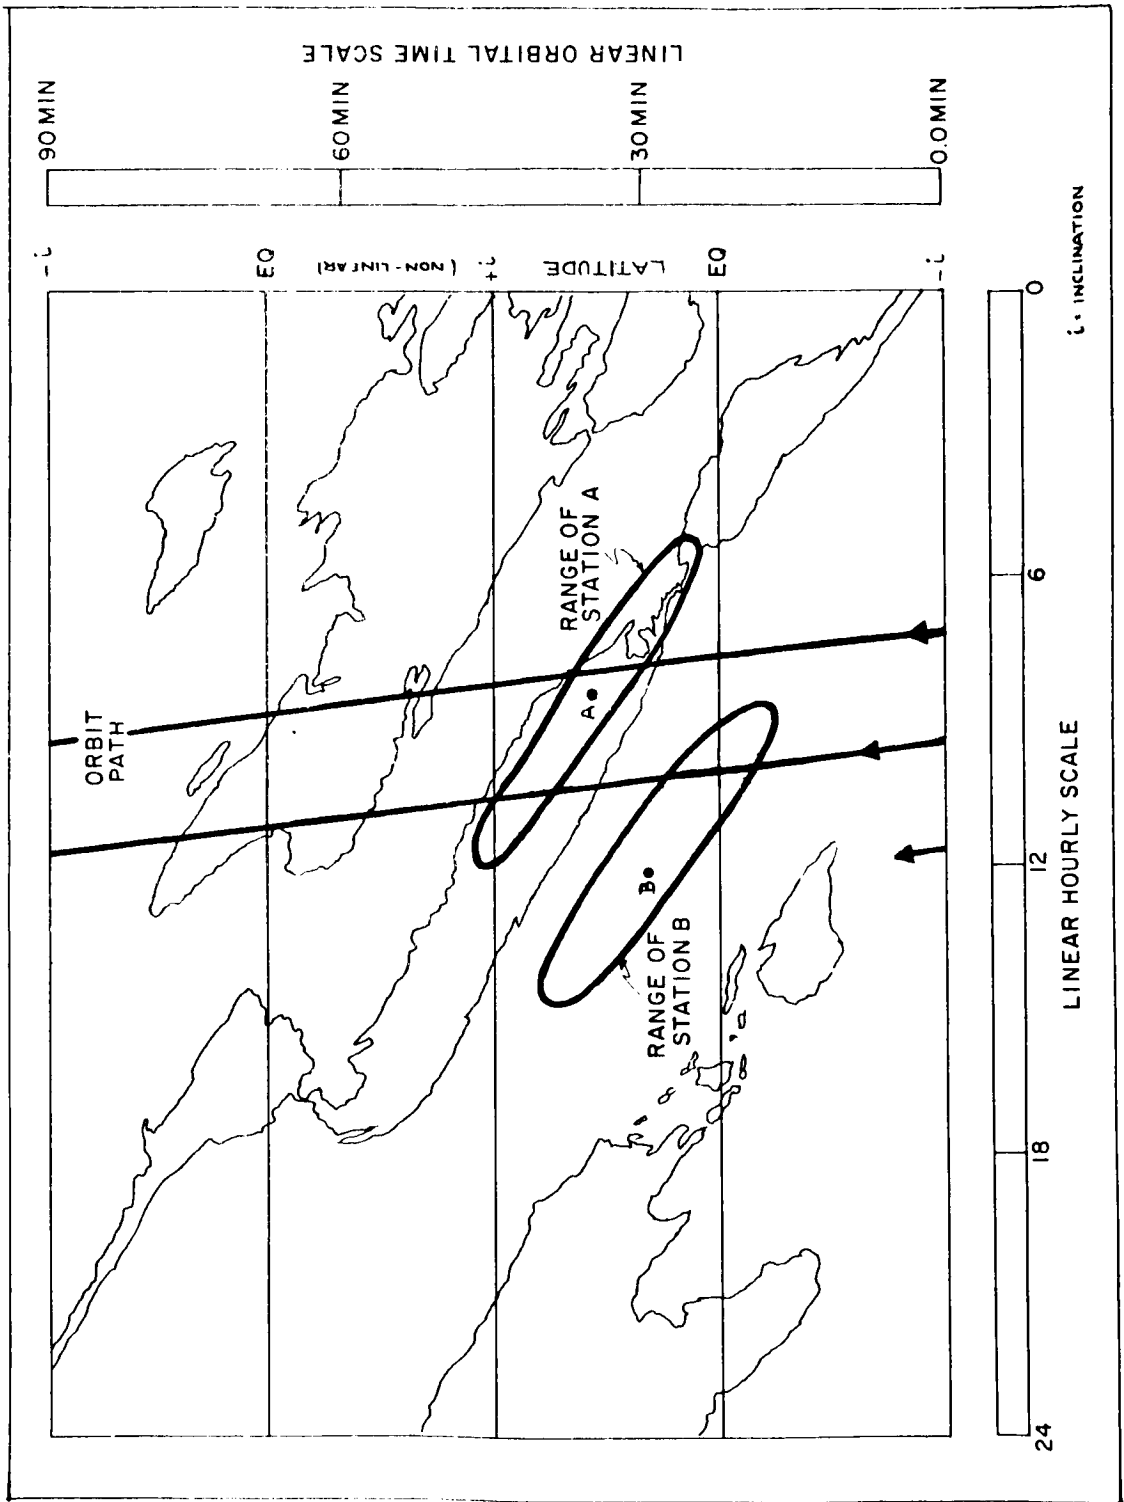 LINEAR ORBITAL TIME SCALE
90 MIN
60 MIN
30 MIN
0.0 MIN
-i
EQ
+i
EQ
-i
LATITUDE (NON-LINEAR)
ORBIT
PATH
RANGE OF
STATION A
A
B
RANGE OF
STATION B
0
6
12
18
24
LINEAR HOURLY SCALE
i = INCLINATION